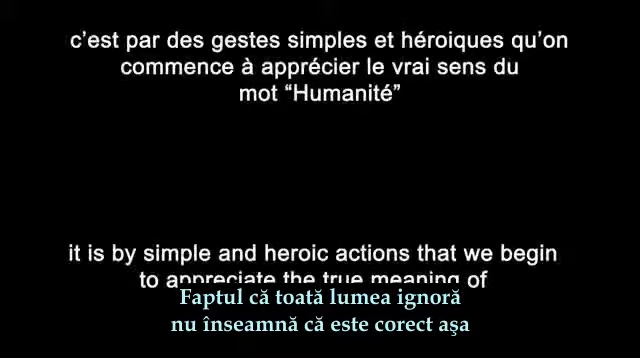 c’est par des gestes simples et héroiques qu’on
commence à apprécier le vrai sens du
mot “Humanité”
it is by simple and heroic actions that we begin
to appreciate the true meaning of
Faptul că toată lumea ignoră
nu înseamnă că este corect aşa